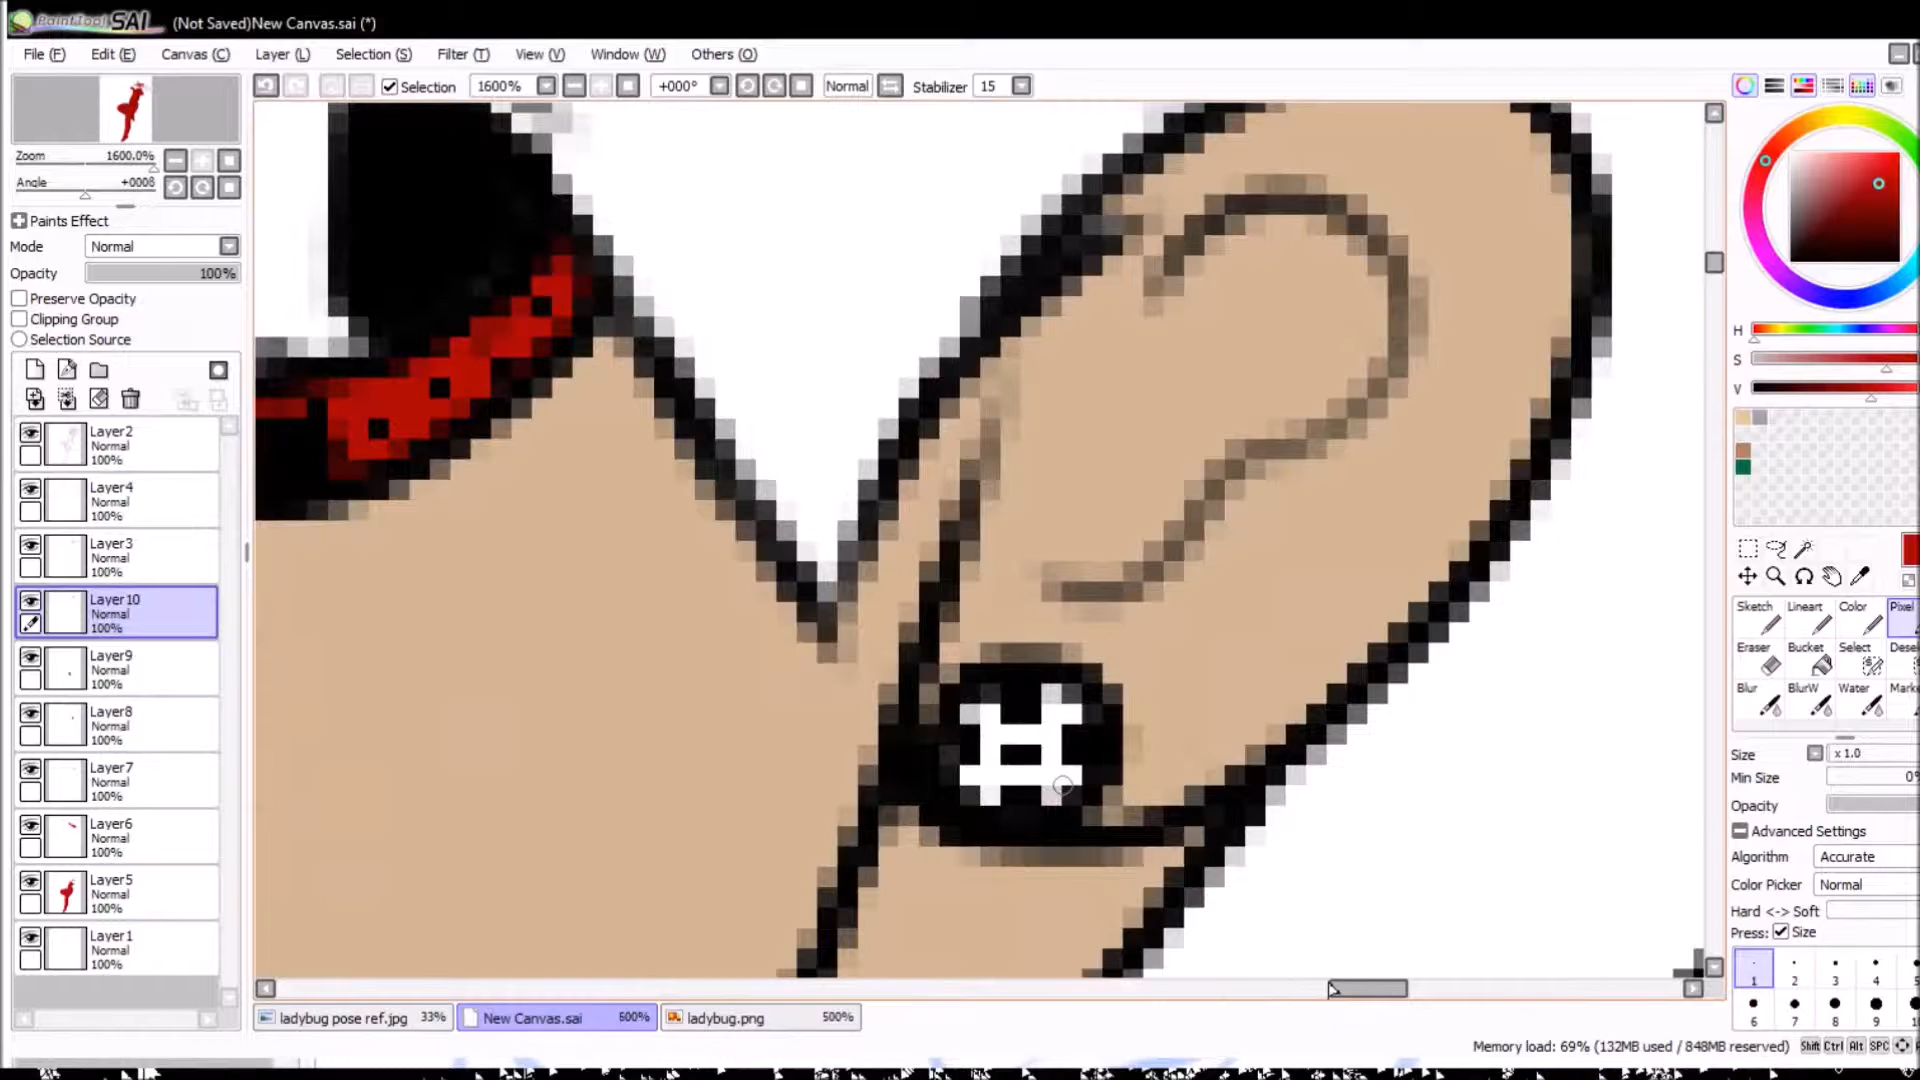 PaintTool SAI (Not Saved)New Canvas.sai (*)
File (F) Edit (E) Canvas (C) Layer (L) Selection (S) Filter (T) View (V) Window (W) Others (O)
Selection 1600% +000° Normal Stabilizer 15
Zoom 1600.0%
Angle
Paints Effect
Mode Normal
Opacity 100%
Preserve Opacity
Clipping Group
Selection Source
Layer2
Normal
100%
Layer4
Normal
100%
Layer3
Normal
100%
Layer10
Normal
100%
Layer9
Normal
100%
Layer8
Normal
100%
Layer7
Normal
100%
Layer6
Normal
100%
Layer5
Normal
100%
Layer1
Normal
100%
H
S
V
Sketch Lineart Color Pixel
Eraser Bucket Select Dese
Blur BlurW Water Marke
Size x 1.0
Min Size 0%
Opacity
Advanced Settings
Algorithm Accurate
Color Picker Normal
Hard <-> Soft
Press: Size
1 2 3 4 5
6 7 8 9 10
ladybug pose ref.jpg 33% New Canvas.sai 600% ladybug.png 500%
Memory load: 69% (132MB used / 848MB reserved) Shift Ctrl Alt SPC